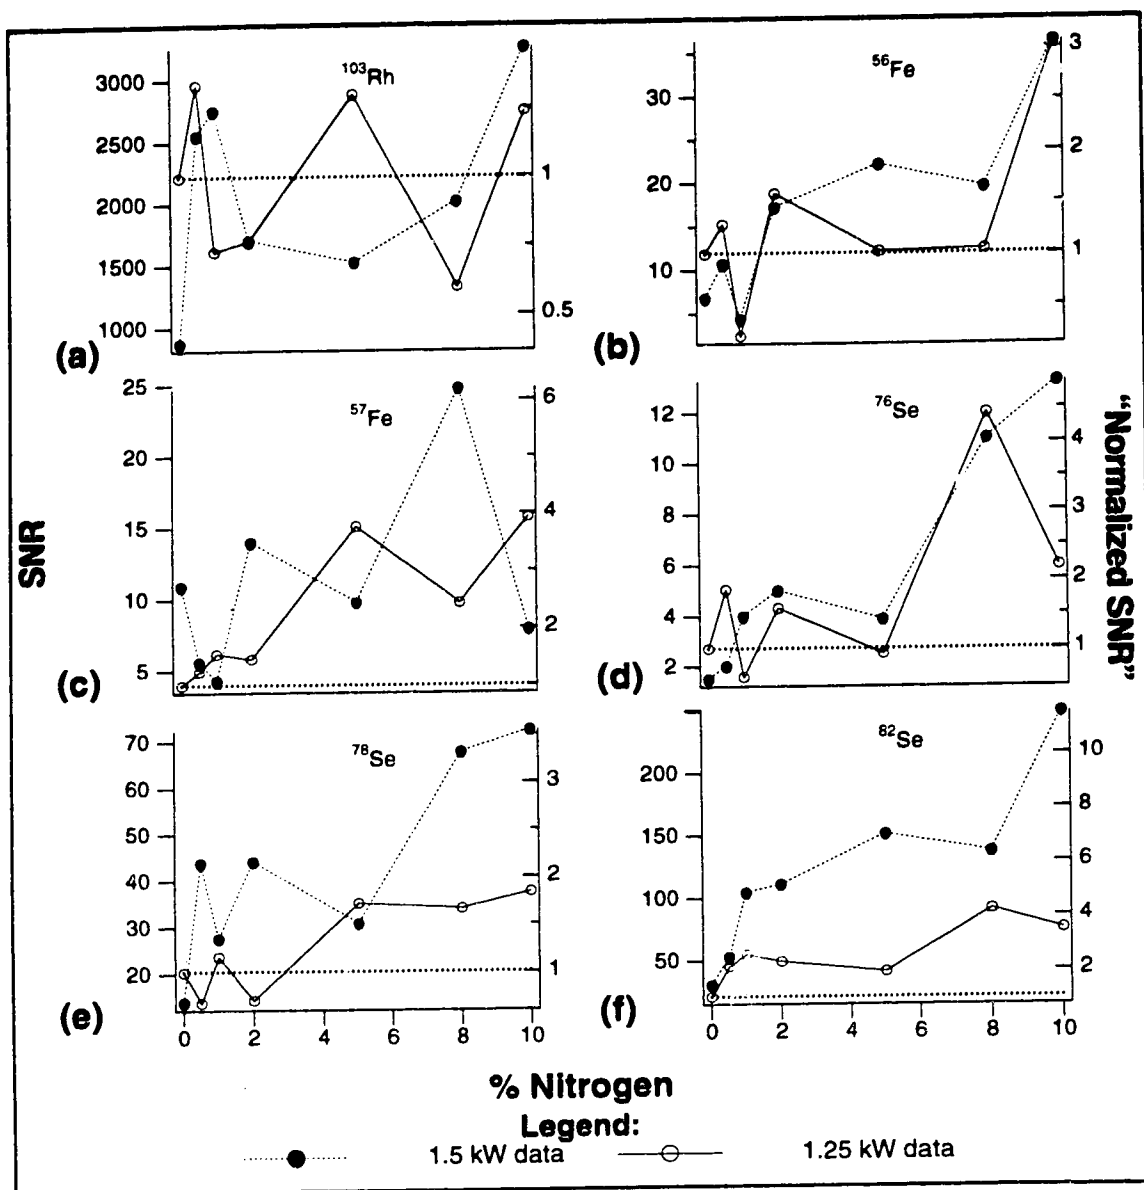 103Rh
3000
2500
2000
1500
1000
1
0.5
(a)
56Fe
30
20
10
3
2
1
(b)
57Fe
25
20
15
10
5
6
4
2
(c)
76Se
12
10
8
6
4
2
4
3
2
1
(d)
SNR
“Normalized SNR”
78Se
70
60
50
40
30
20
3
2
1
(e)
0 2 4 6 8 10
82Se
200
150
100
50
10
8
6
4
2
(f)
0 2 4 6 8 10
% Nitrogen
Legend:
1.5 kW data 1.25 kW data